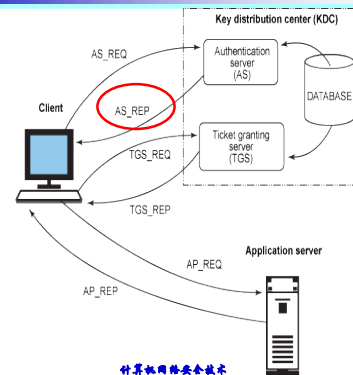 Key distribution center (KDC)
AS_REQ
Authentication
server
(AS)
DATABASE
Client
AS_REP
Ticket granting
server
(TGS)
TGS_REQ
TGS_REP
Application server
AP_REQ
AP_REP
计算机网络安全技术